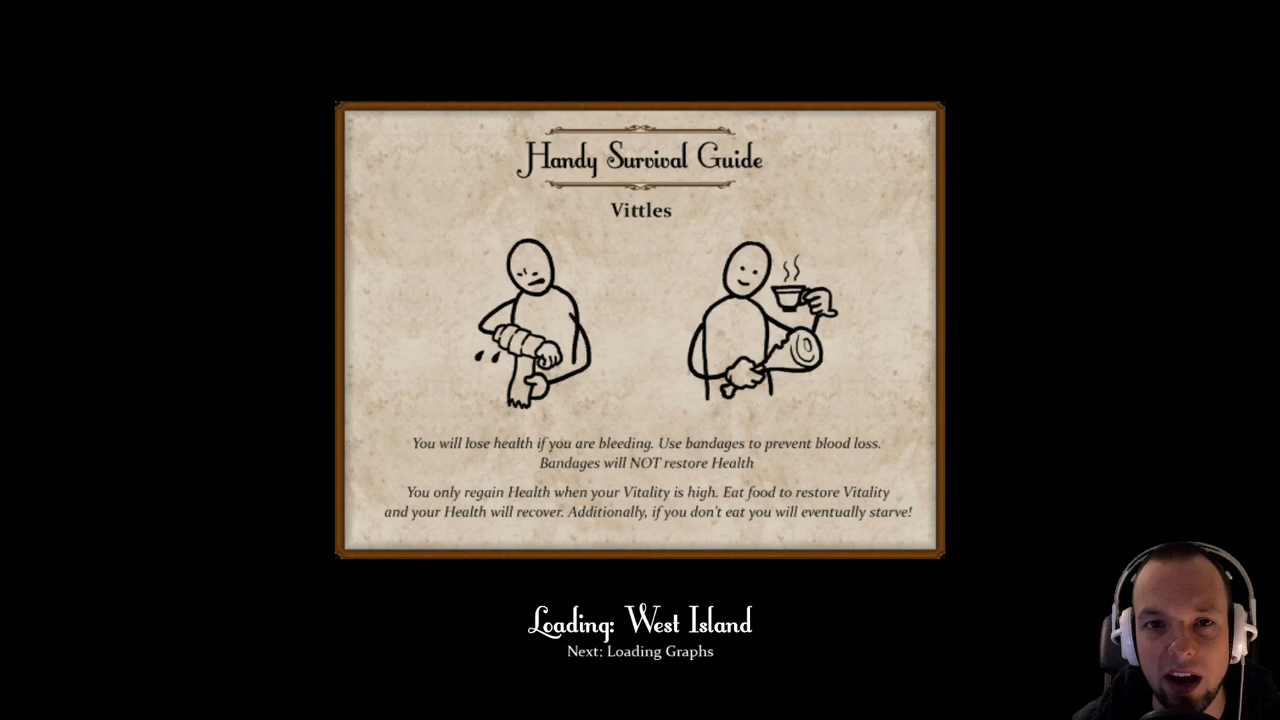 Handy Survival Guide
Vittles
You will lose health if you are bleeding. Use bandages to prevent blood loss.
Bandages will NOT restore Health
You only regain Health when your Vitality is high. Eat food to restore Vitality
and your Health will recover. Additionally, if you don't eat you will eventually starve!
Loading: West Island
Next: Loading Graphs